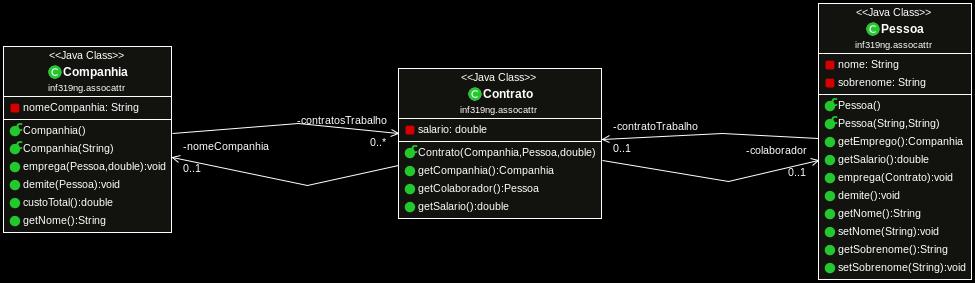 <<Java Class>>
Companhia
inf319ng.assocattr
nomeCompanhia: String
Companhia()
Companhia(String)
emprega(Pessoa,double):void
demite(Pessoa):void
custoTotal():double
getNome():String
-contratosTrabalho
0..*
-nomeCompanhia
0..1
<<Java Class>>
Contrato
inf319ng.assocattr
salario: double
Contrato(Companhia,Pessoa,double)
getCompanhia():Companhia
getColaborador():Pessoa
getSalario():double
-contratoTrabalho
0..1
-colaborador
0..1
<<Java Class>>
Pessoa
inf319ng.assocattr
nome: String
sobrenome: String
Pessoa()
Pessoa(String,String)
getEmprego():Companhia
getSalario():double
emprega(Contrato):void
demite():void
getNome():String
setNome(String):void
getSobrenome():String
setSobrenome(String):void